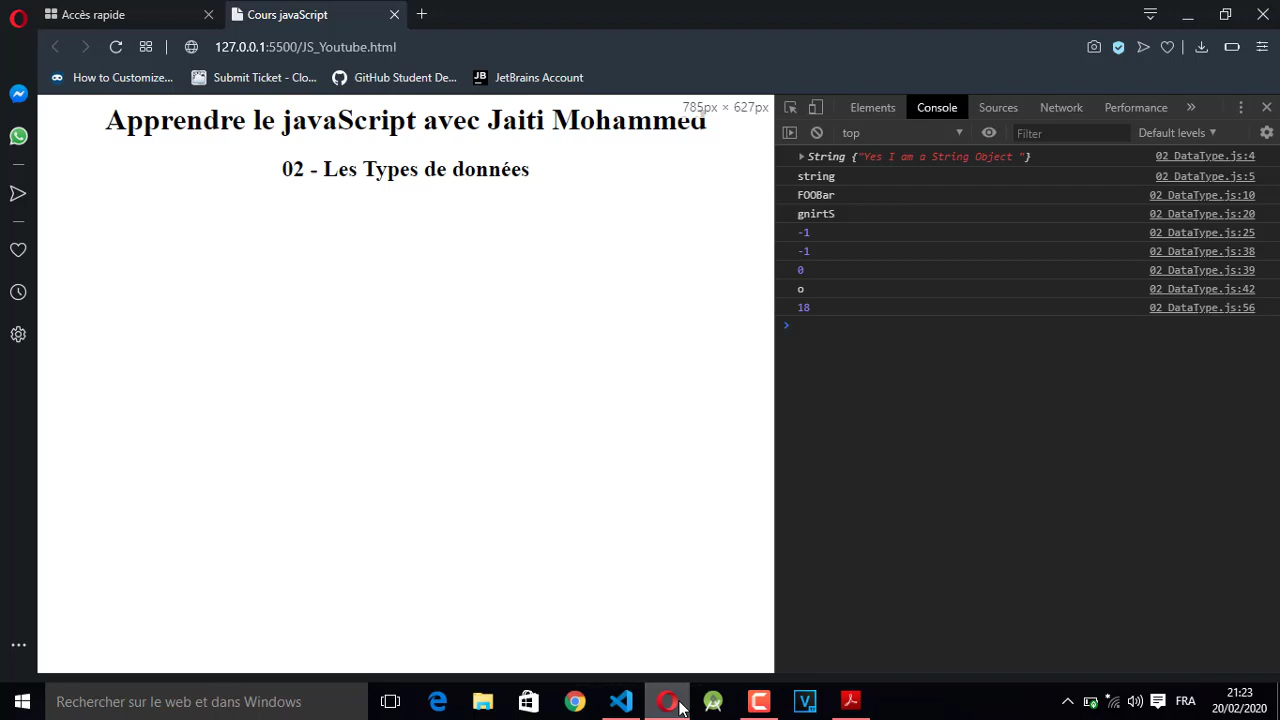 Accès rapide
Cours javaScript
127.0.0.1:5500/JS_Youtube.html
How to Customize...
Submit Ticket - Clo...
GitHub Student De...
JB JetBrains Account
785px × 627px
Apprendre le javaScript avec Jaiti Mohammed
02 - Les Types de données
Elements Console Sources Network Performance »
top Filter Default levels
String {"Yes I am a String Object "} 02 DataType.js:4
string 02 DataType.js:5
FOOBar 02 DataType.js:10
gnirtS 02 DataType.js:20
-1 02 DataType.js:25
-1 02 DataType.js:38
0 02 DataType.js:39
o 02 DataType.js:42
18 02 DataType.js:56
Rechercher sur le web et dans Windows
FRA
2:23
20/02/2020